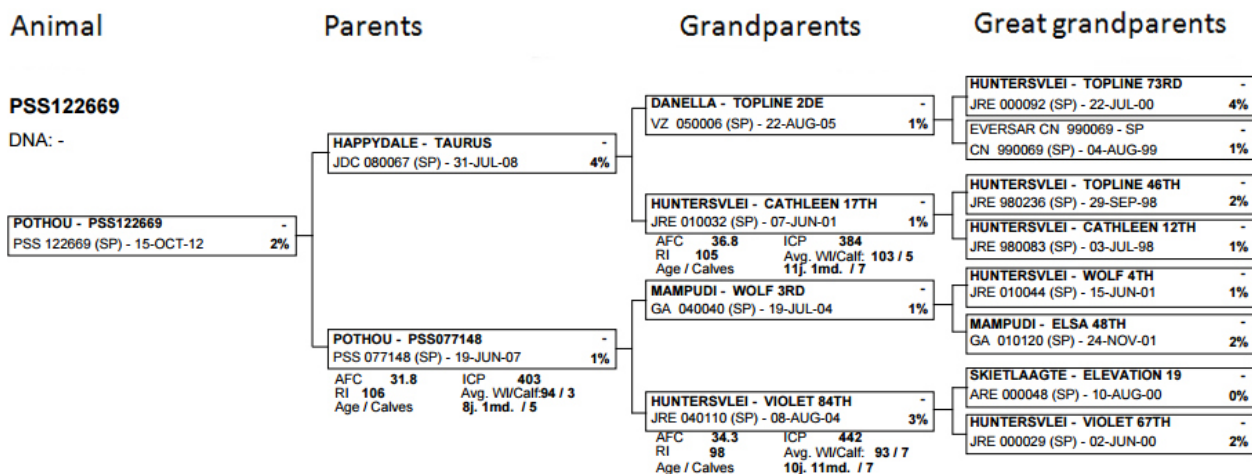 Animal
Parents
Grandparents
Great grandparents
PSS122669
DNA: -
POTHOU - PSS122669 -
PSS 122669 (SP) - 15-OCT-12 2%
HAPPYDALE - TAURUS -
JDC 080067 (SP) - 31-JUL-08 4%
POTHOU - PSS077148 -
PSS 077148 (SP) - 19-JUN-07 1%
AFC 31.8 ICP 403
RI 106 Avg. WI/Calf:94 / 3
Age / Calves 8j. 1md. / 5
DANELLA - TOPLINE 2DE -
VZ 050006 (SP) - 22-AUG-05 1%
HUNTERSVLEI - CATHLEEN 17TH -
JRE 010032 (SP) - 07-JUN-01 1%
AFC 36.8 ICP 384
RI 105 Avg. WI/Calf: 103 / 5
Age / Calves 11j. 1md. / 7
MAMPUDI - WOLF 3RD -
GA 040040 (SP) - 19-JUL-04 1%
HUNTERSVLEI - VIOLET 84TH -
JRE 040110 (SP) - 08-AUG-04 3%
AFC 34.3 ICP 442
RI 98 Avg. WI/Calf: 93 / 7
Age / Calves 10j. 11md. / 7
HUNTERSVLEI - TOPLINE 73RD -
JRE 000092 (SP) - 22-JUL-00 4%
EVERSAR CN 990069 - SP -
CN 990069 (SP) - 04-AUG-99 1%
HUNTERSVLEI - TOPLINE 46TH -
JRE 980236 (SP) - 29-SEP-98 2%
HUNTERSVLEI - CATHLEEN 12TH -
JRE 980083 (SP) - 03-JUL-98 1%
HUNTERSVLEI - WOLF 4TH -
JRE 010044 (SP) - 15-JUN-01 1%
MAMPUDI - ELSA 48TH -
GA 010120 (SP) - 24-NOV-01 2%
SKIETLAAGTE - ELEVATION 19 -
ARE 000048 (SP) - 10-AUG-00 0%
HUNTERSVLEI - VIOLET 67TH -
JRE 000029 (SP) - 02-JUN-00 2%